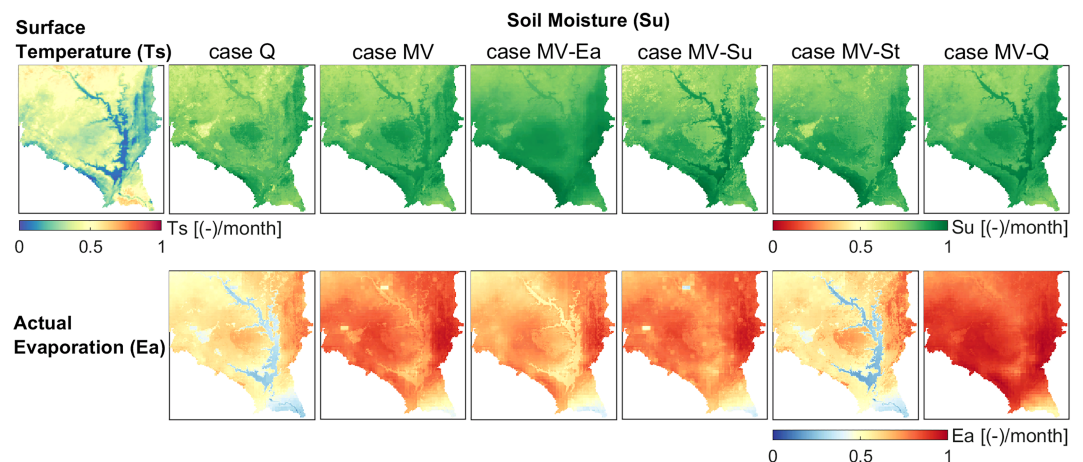 Soil Moisture (Su)
Surface
Temperature (Ts)
case Q
case MV
case MV-Ea
case MV-Su
case MV-St
case MV-Q
Ts [(-)/month]
0
0.5
1
Su [(-)/month]
0
0.5
1
Actual
Evaporation (Ea)
Ea [(-)/month]
0
0.5
1